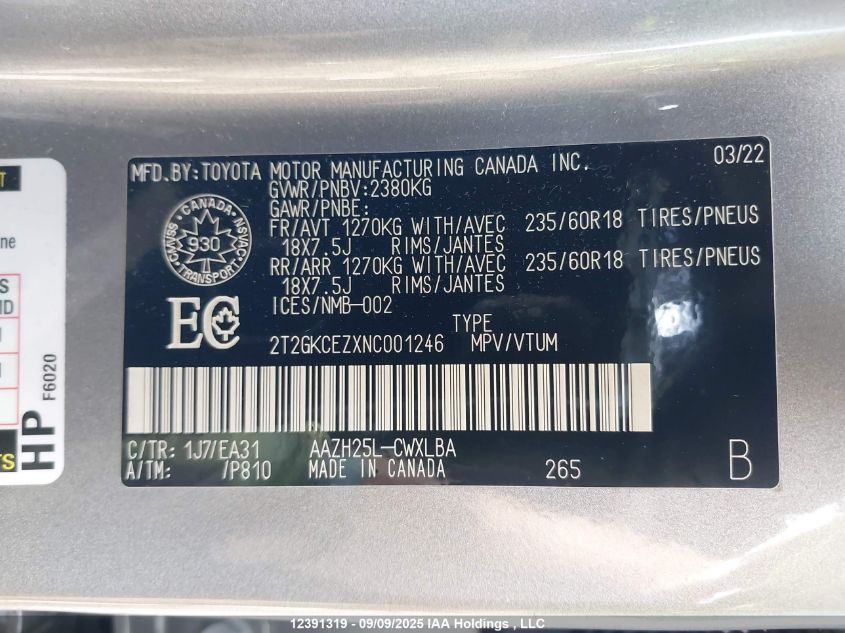 MFD.BY:TOYOTA MOTOR MANUFACTURING CANADA INC. 03/22
GVWR/PNBV:2380KG
GAWR/PNBE:
FR/AVT 1270KG WITH/AVEC 235/60R18 TIRES/PNEUS
18X7.5J RIMS/JANTES
RR/ARR 1270KG WITH/AVEC 235/60R18 TIRES/PNEUS
18X7.5J RIMS/JANTES
ICES/NMB-002
CANADA
CMVSS 930 NSVAC
TRANSPORT
EC
TYPE
2T2GKCEZXNC001246 MPV/VTUM
C/TR: 1J7/EA31 AAZH25L-CWXLBA
A/TM: /P810 MADE IN CANADA 265 B
HP
F6020
12391319 - 09/09/2025 IAA Holdings , LLC